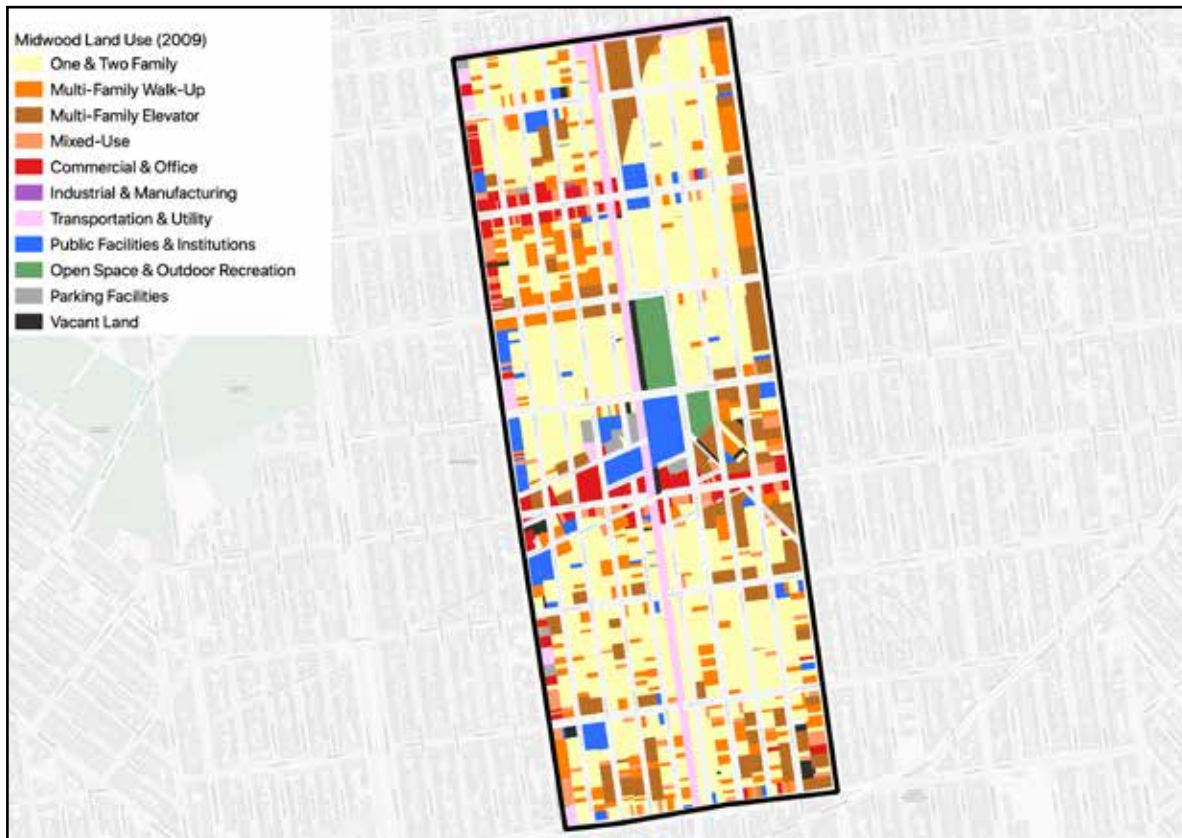 Midwood Land Use (2009)
One & Two Family
Multi-Family Walk-Up
Multi-Family Elevator
Mixed-Use
Commercial & Office
Industrial & Manufacturing
Transportation & Utility
Public Facilities & Institutions
Open Space & Outdoor Recreation
Parking Facilities
Vacant Land